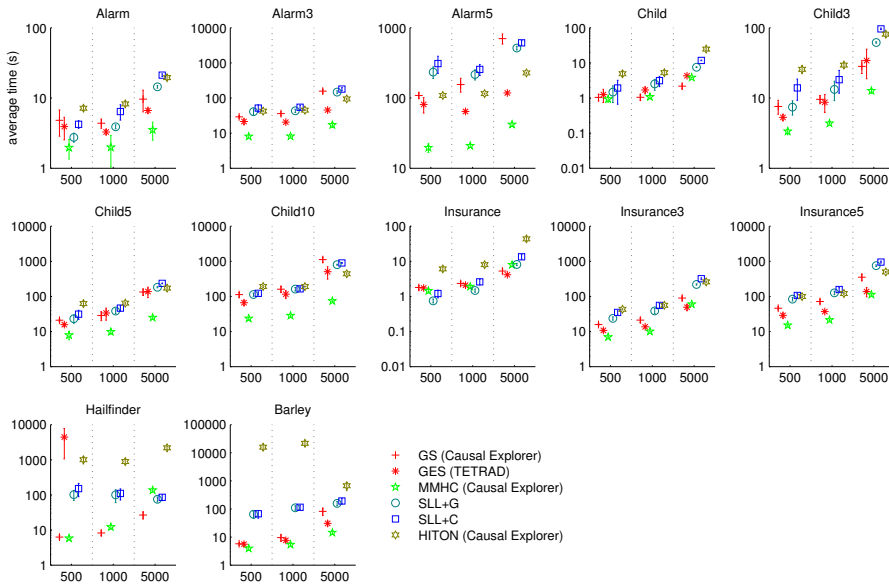 Alarm
Alarm3
Alarm5
Child
Child3
average time (s)
100
10
1
500 1000 5000
10000
1000
100
10
1
500 1000 5000
1000
100
10
500 1000 5000
100
10
1
0.1
0.01
500 1000 5000
100
10
1
500 1000 5000
Child5
Child10
Insurance
Insurance3
Insurance5
10000
1000
100
10
1
500 1000 5000
10000
1000
100
10
1
500 1000 5000
100
10
1
0.1
0.01
500 1000 5000
10000
1000
100
10
1
500 1000 5000
10000
1000
100
10
1
500 1000 5000
Hailfinder
Barley
10000
1000
100
10
1
500 1000 5000
100000
10000
1000
100
10
1
500 1000 5000
GS (Causal Explorer)
GES (TETRAD)
MMHC (Causal Explorer)
SLL+G
SLL+C
HITON (Causal Explorer)